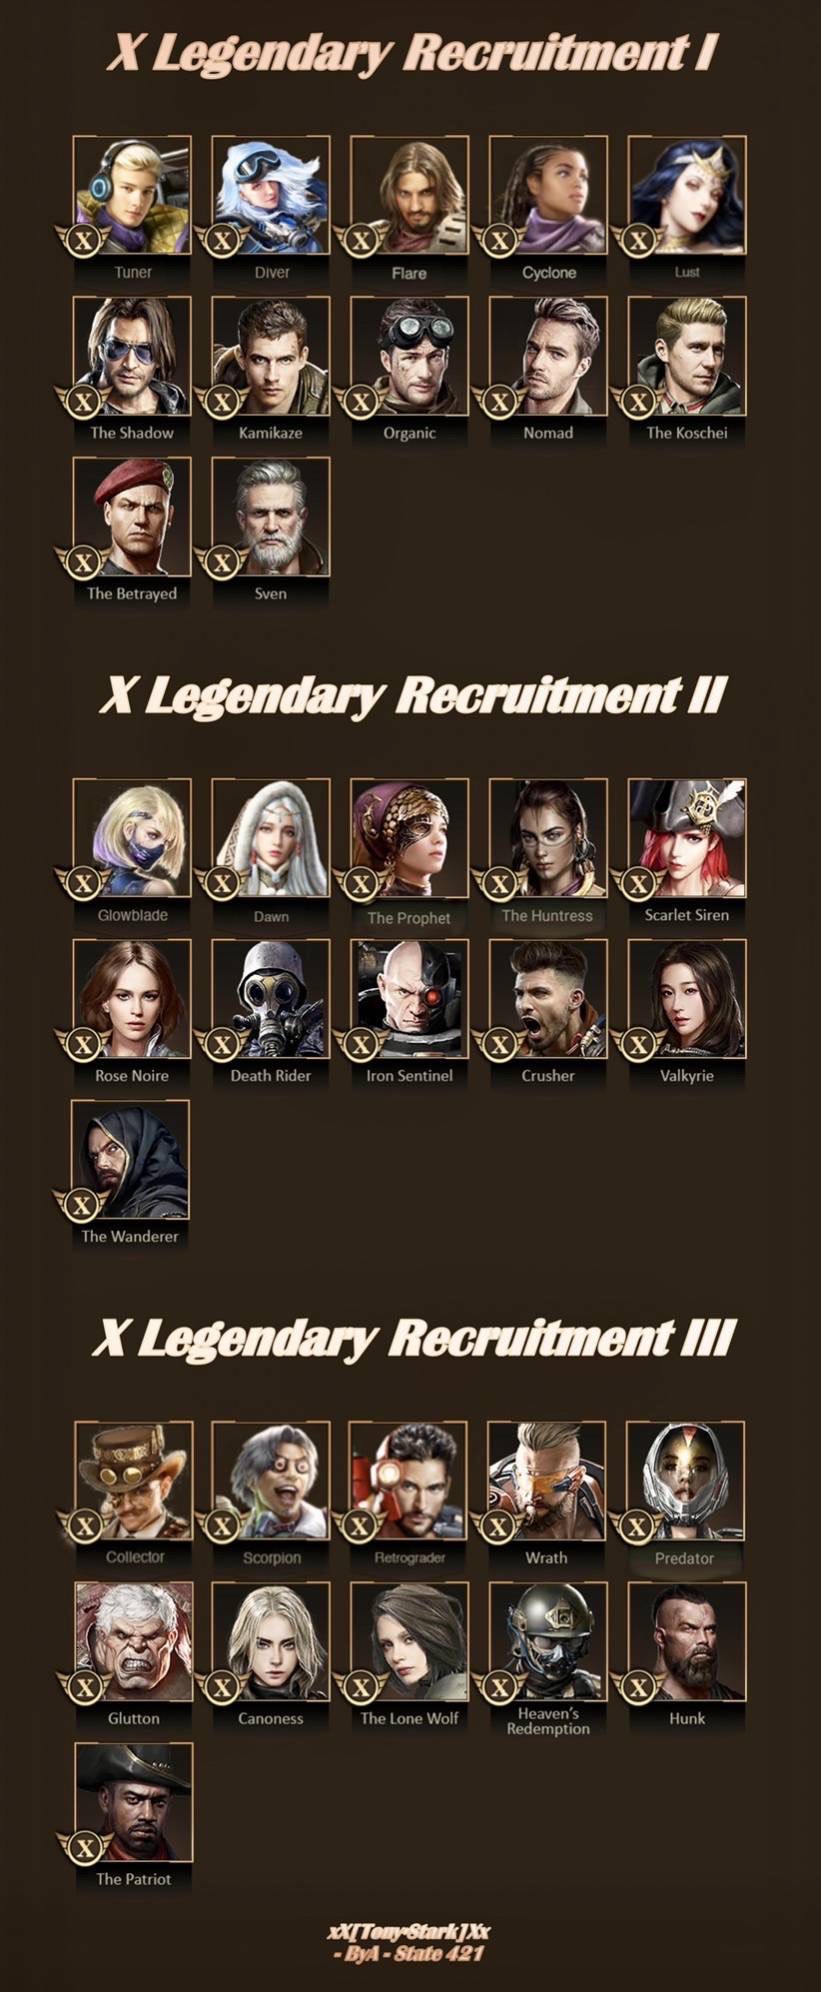 X Legendary Recruitment I
Tuner Diver Flare Cyclone Lust
X X X X X
The Shadow Kamikaze Organic Nomad The Koschei
X X X X X
The Betrayed Sven
X X
X Legendary Recruitment II
X X X X X
Glowblade Dawn The Prophet The Huntress Scarlet Siren
X X X X X
Rose Noire Death Rider Iron Sentinel Crusher Valkyrie
X
The Wanderer
X Legendary Recruitment III
X X X X X
Collector Scorpion Retrograder Wrath Predator
X X X X X
Glutton Canoness The Lone Wolf Heaven's Redemption Hunk
X
The Patriot
xX[Tony•Stark]Xx
- ByA - State 421